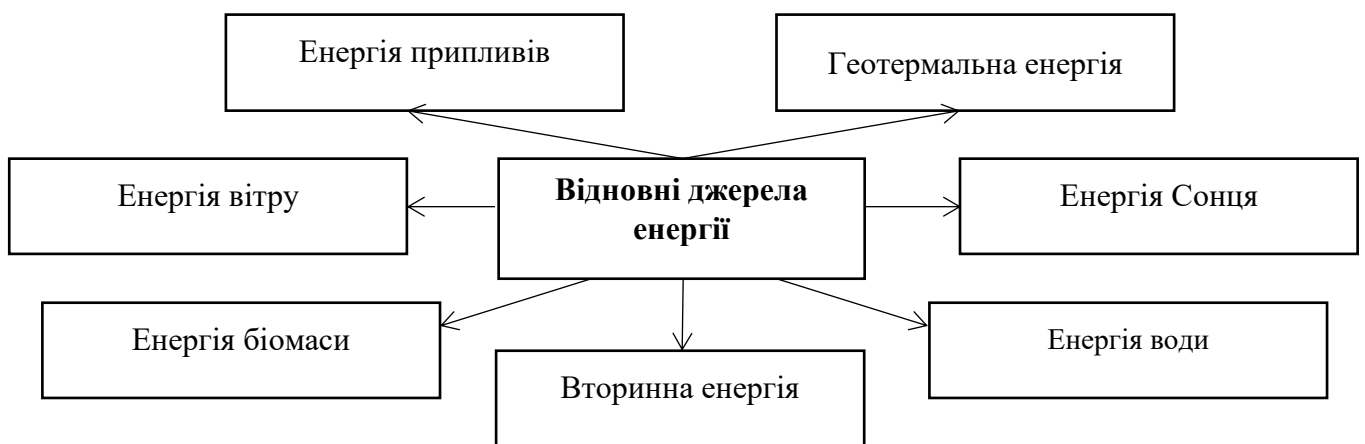 Енергія припливів
Геотермальна енергія
Енергія вітру
Відновні джерела
енергії
Енергія Сонця
Енергія біомаси
Вторинна енергія
Енергія води